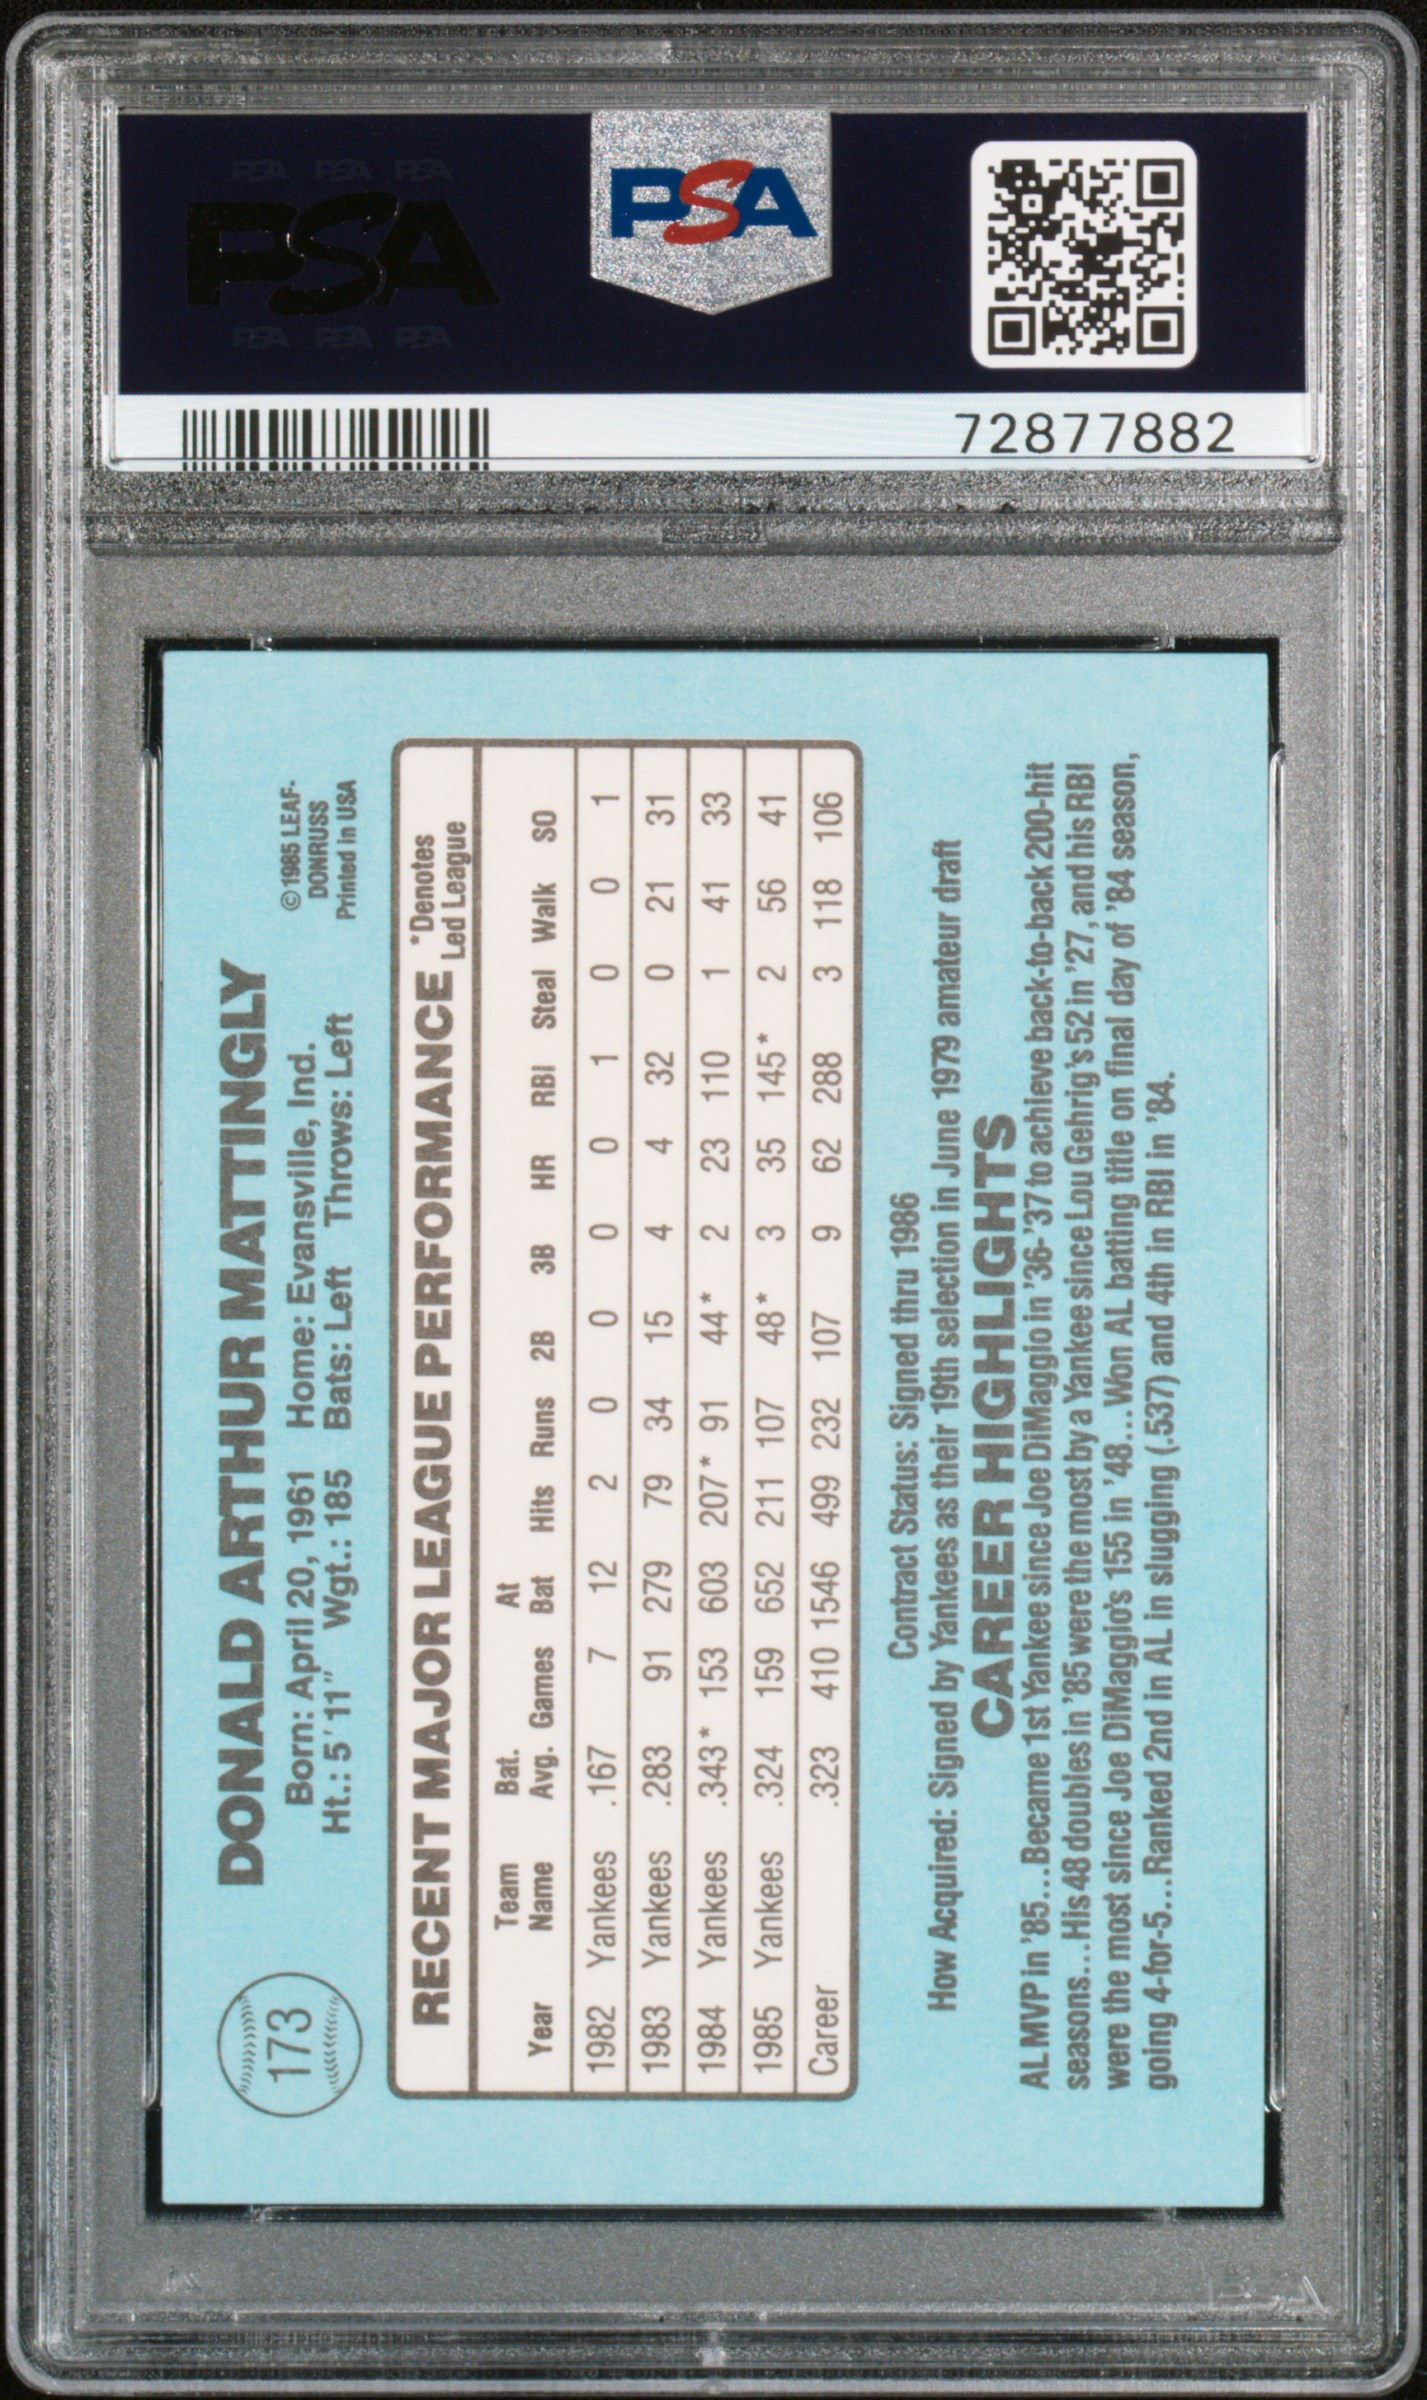 PSA PSA PSA
PSA
PSA PSA PSA
PSA
72877882
173
DONALD ARTHUR MATTINGLY
Born: April 20, 1961 Home: Evansville, Ind.
Ht.: 5'11" Wgt.: 185 Bats: Left Throws: Left
©1985 LEAF-
DONRUSS
Printed in USA
RECENT MAJOR LEAGUE PERFORMANCE *Denotes
Led League
Year Team Name Bat. Avg. Games At Bat Hits Runs 2B 3B HR RBI Steal Walk SO
1982 Yankees .167 7 12 2 0 0 0 0 1 0 0 1
1983 Yankees .283 91 279 79 34 15 4 4 32 0 21 31
1984 Yankees .343* 153 603 207* 91 44* 2 23 110 1 41 33
1985 Yankees .324 159 652 211 107 48* 3 35 145* 2 56 41
Career .323 410 1546 499 232 107 9 62 288 3 118 106
Contract Status: Signed thru 1986
How Acquired: Signed by Yankees as their 19th selection in June 1979 amateur draft
CAREER HIGHLIGHTS
AL MVP in '85...Became 1st Yankee since Joe DiMaggio in '36-'37 to achieve back-to-back 200-hit
seasons...His 48 doubles in '85 were the most by a Yankee since Lou Gehrig's 52 in '27, and his RBI
were the most since Joe DiMaggio's 155 in '48...Won AL batting title on final day of '84 season,
going 4-for-5...Ranked 2nd in AL in slugging (.537) and 4th in RBI in '84.